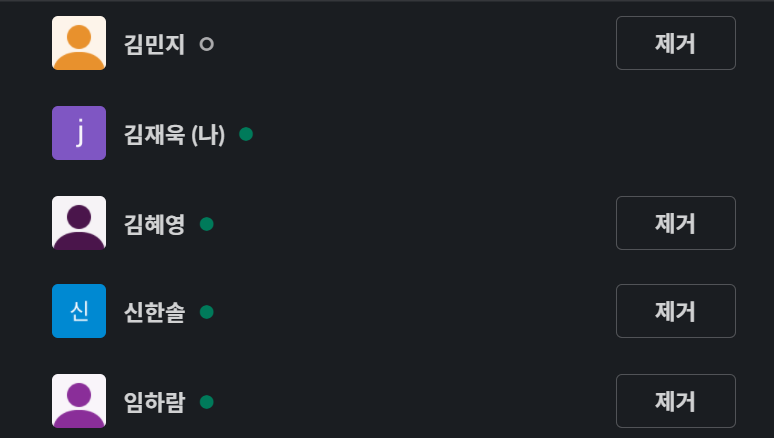 김민지 제거
j 김재욱 (나)
김혜영 제거
신 신한솔 제거
임하람 제거